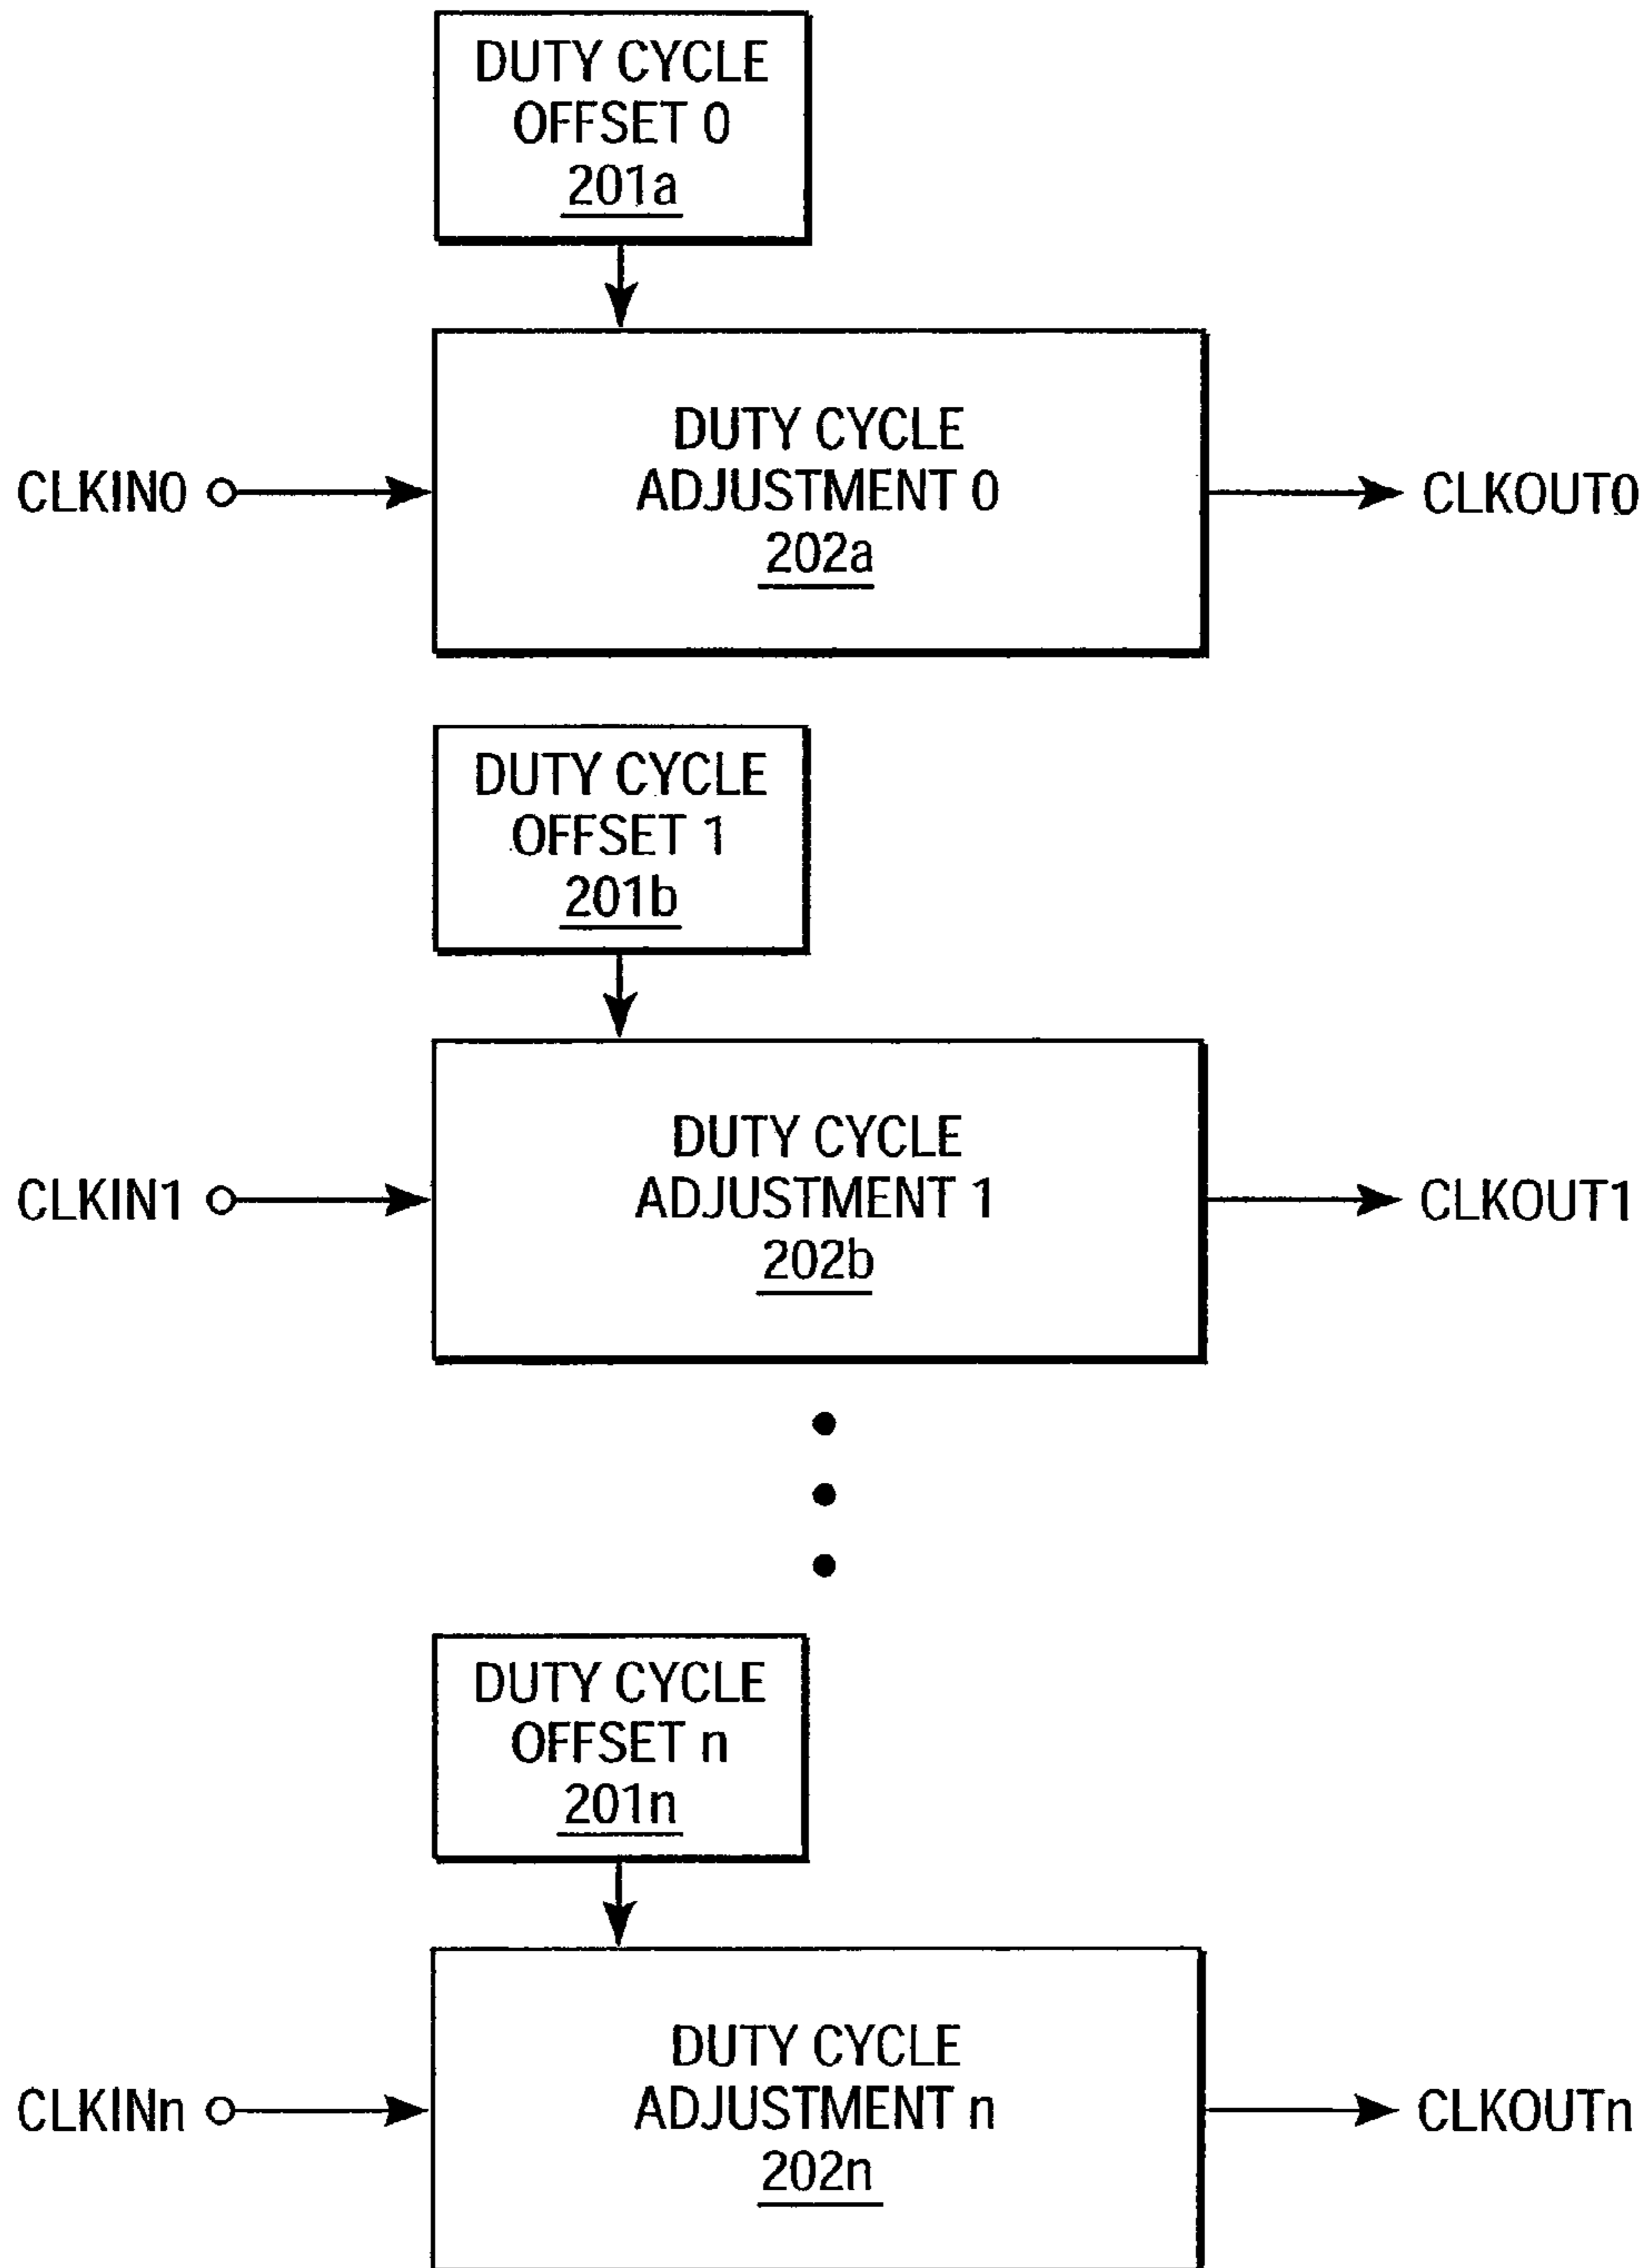 DUTY CYCLE
OFFSET 0
201a
DUTY CYCLE
ADJUSTMENT 0
202a
CLKIN0
CLKOUT0
DUTY CYCLE
OFFSET 1
201b
DUTY CYCLE
ADJUSTMENT 1
202b
CLKIN1
CLKOUT1
DUTY CYCLE
OFFSET n
201n
DUTY CYCLE
ADJUSTMENT n
202n
CLKINn
CLKOUTn